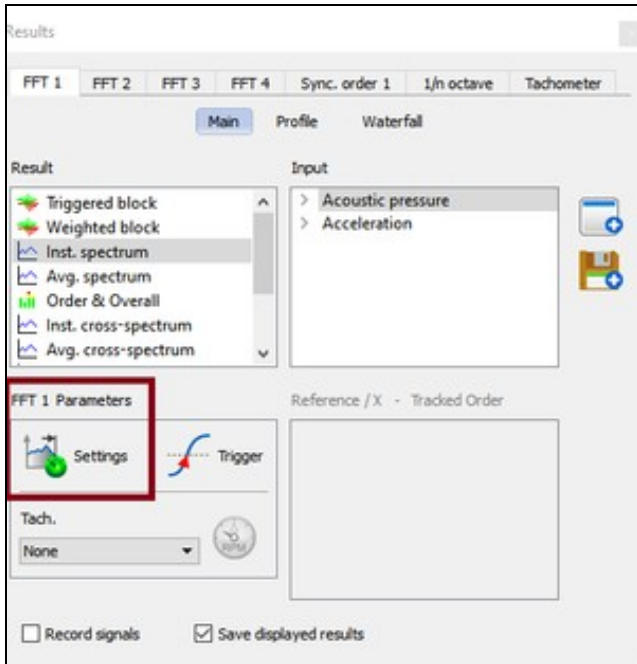 Results
FFT 1 FFT 2 FFT 3 FFT 4 Sync. order 1 1/n octave Tachometer
Main Profile Waterfall
Result Input
Triggered block
Weighted block
Inst. spectrum
Avg. spectrum
Order & Overall
Inst. cross-spectrum
Avg. cross-spectrum
> Acoustic pressure
> Acceleration
FFT 1 Parameters
Settings Trigger
Tach.
None
RPM
Reference / X - Tracked Order
Record signals Save displayed results